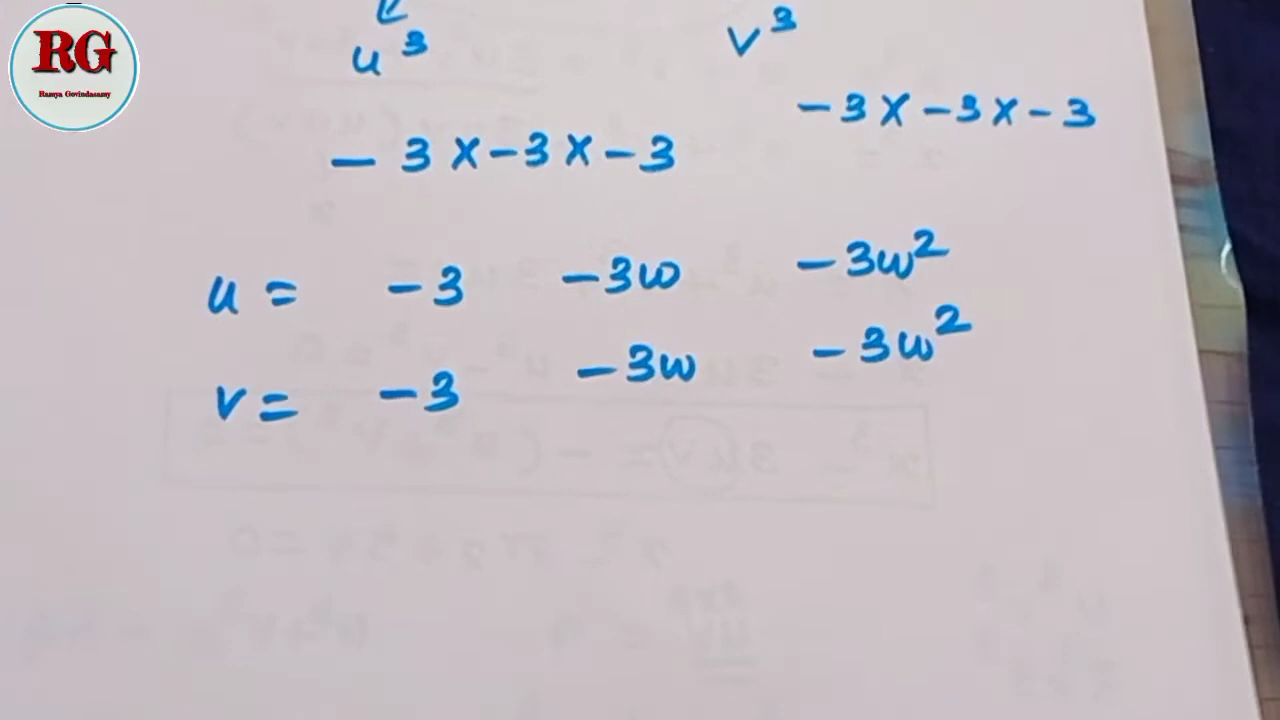 RG
Ramya Govindasamy
u³ v³
- 3 x - 3 x - 3
- 3 x - 3 x - 3
u = - 3 - 3w - 3w²
v = - 3 - 3w - 3w²